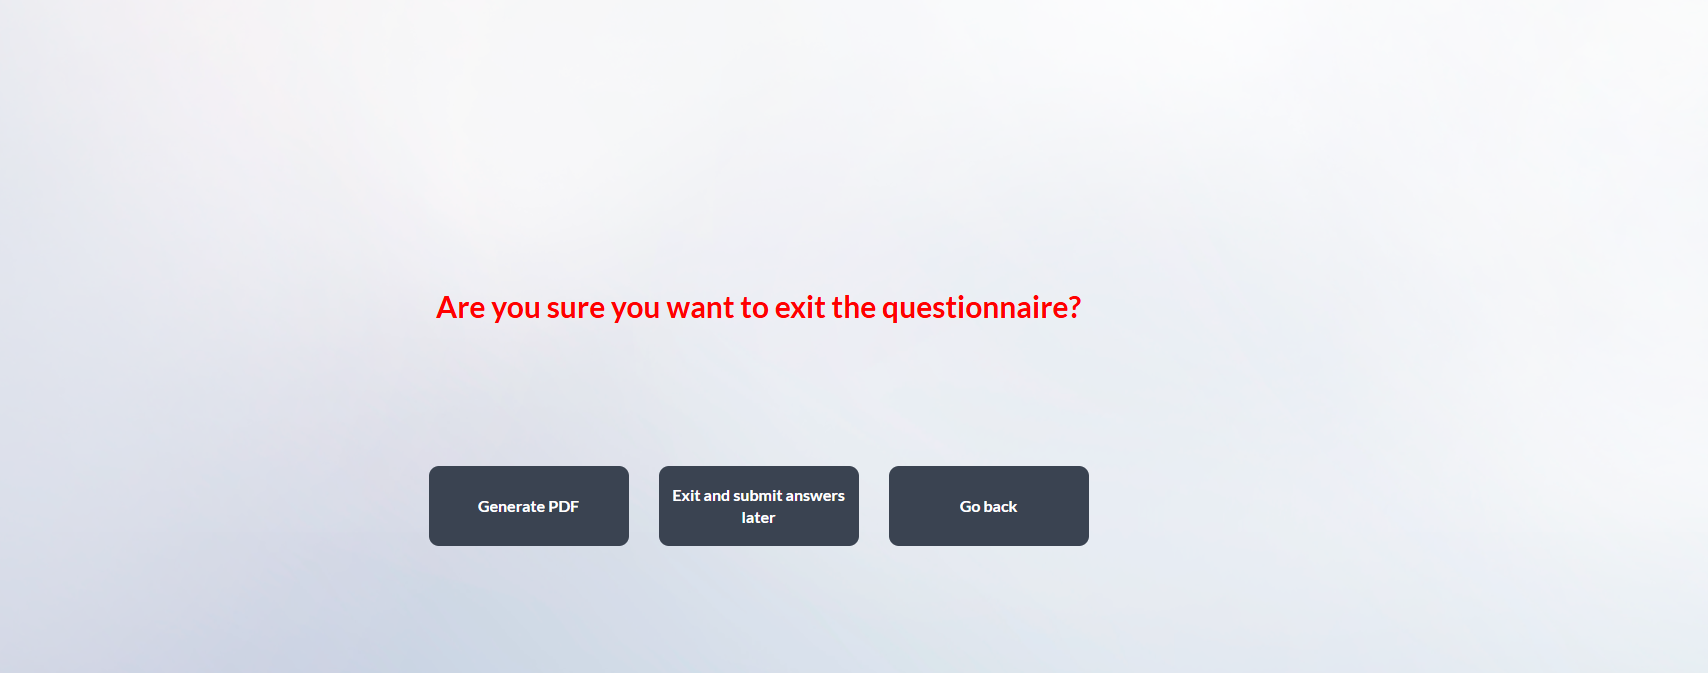 Are you sure you want to exit the questionnaire?
Generate PDF
Exit and submit answers
later
Go back